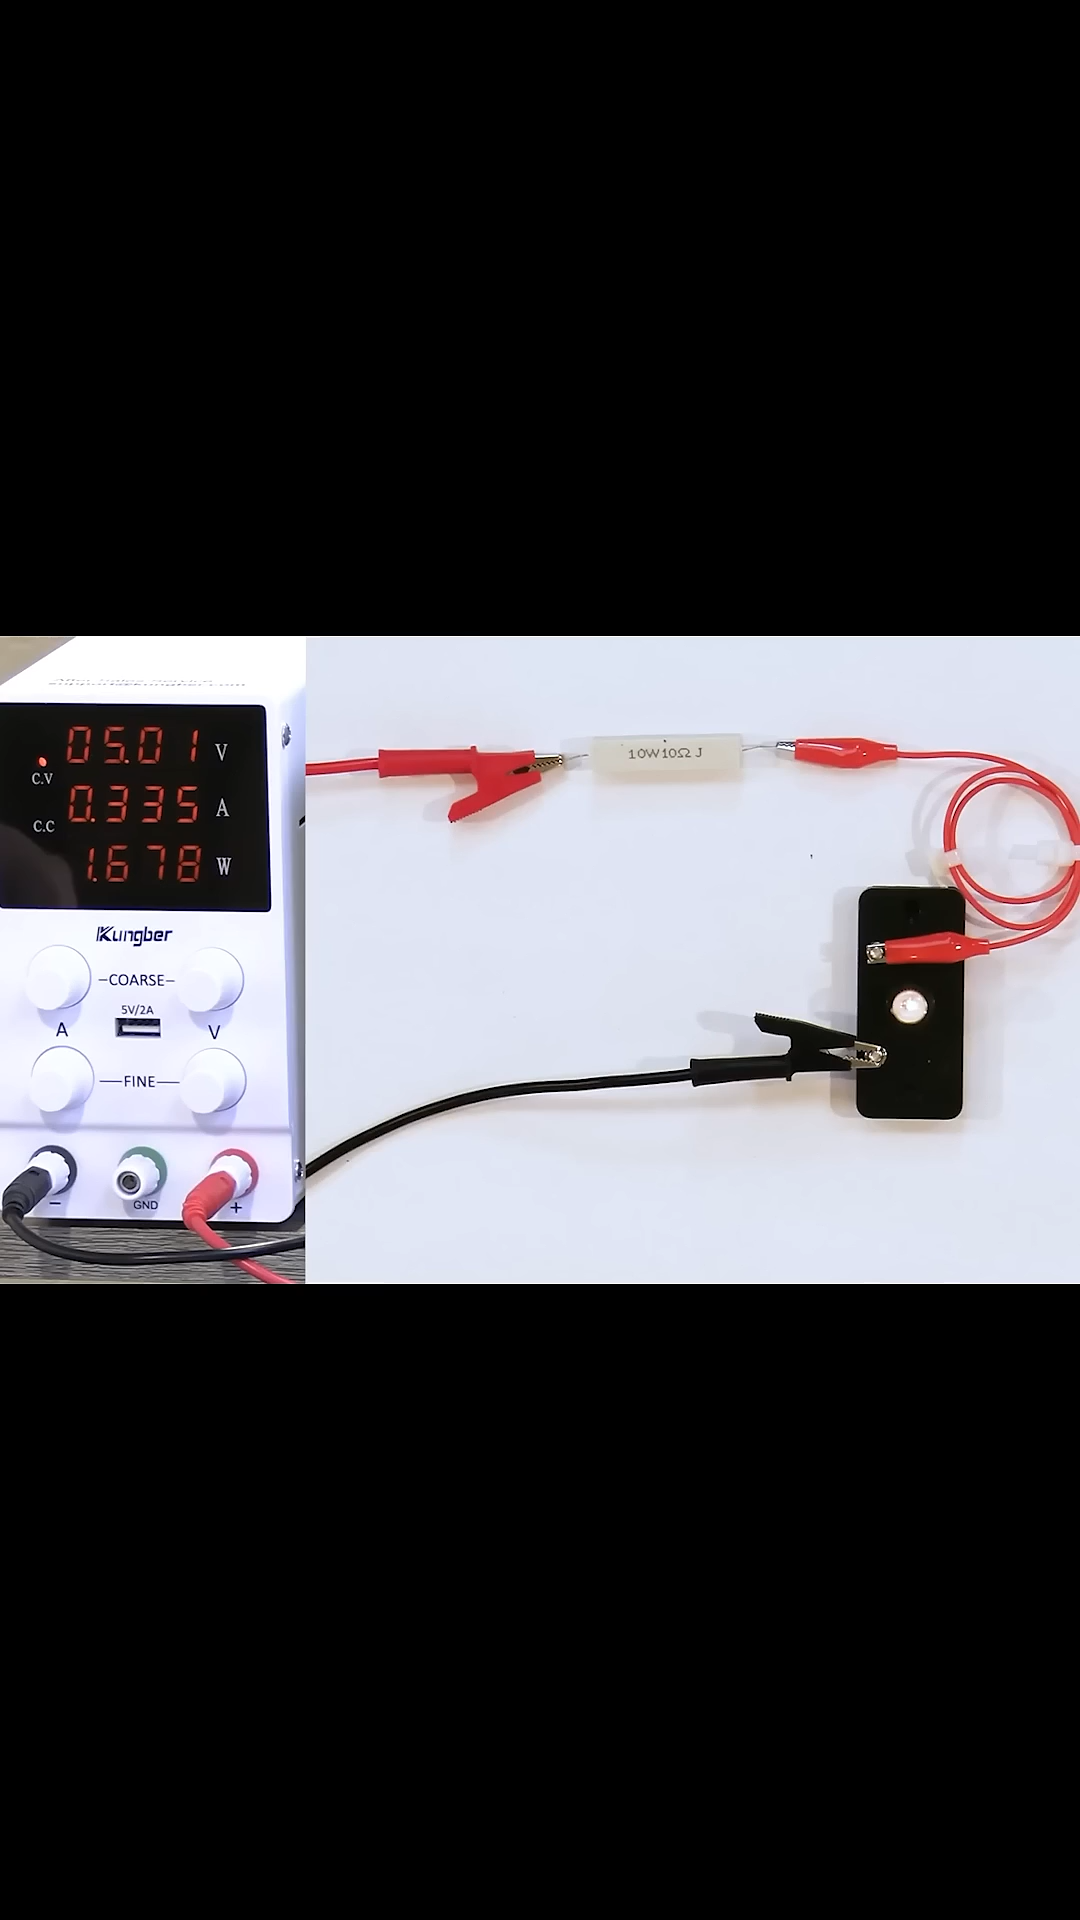 05.01 V
C.V
0.335 A
C.C
1.678 W
Kungber
COARSE
5V/2A
A
V
FINE
−
GND
+
10W10Ω J